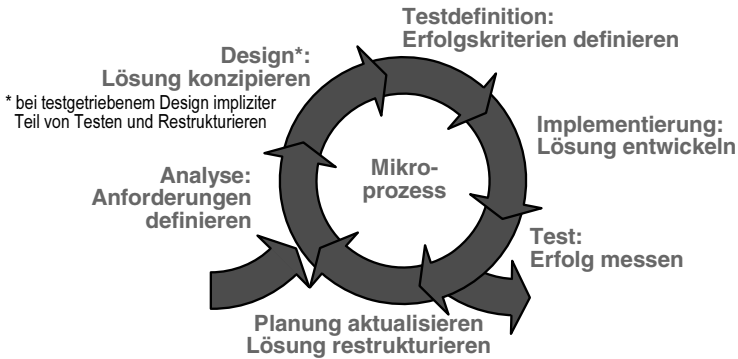 Testdefinition:
Erfolgskriterien definieren
Design*:
Lösung konzipieren
* bei testgetriebenem Design impliziter
Teil von Testen und Restrukturieren
Implementierung:
Lösung entwickeln
Mikro-
prozess
Analyse:
Anforderungen
definieren
Test:
Erfolg messen
Planung aktualisieren
Lösung restrukturieren